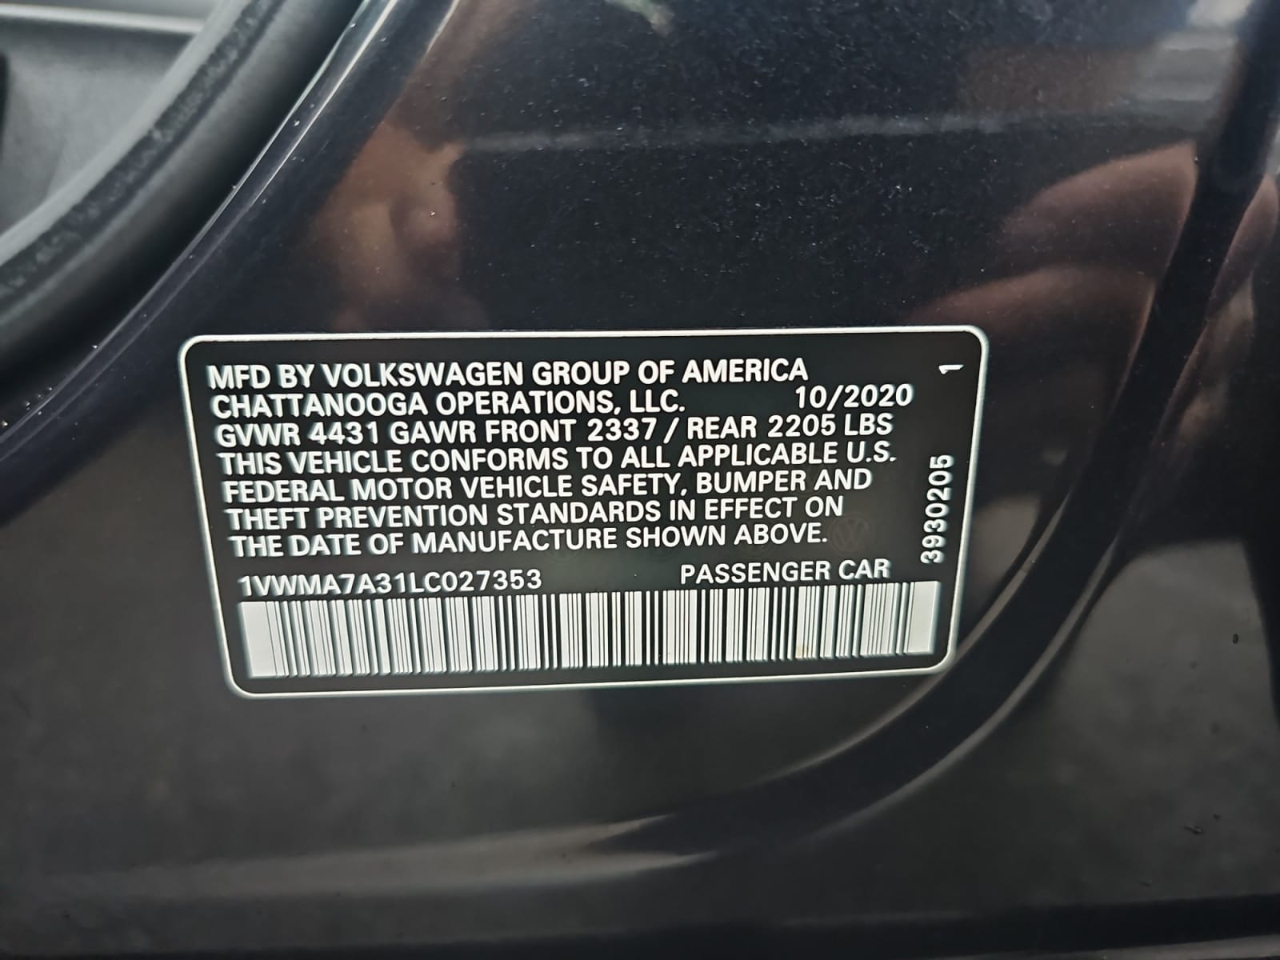 MFD BY VOLKSWAGEN GROUP OF AMERICA
CHATTANOOGA OPERATIONS, LLC. 10/2020
GVWR 4431 GAWR FRONT 2337 / REAR 2205 LBS
THIS VEHICLE CONFORMS TO ALL APPLICABLE U.S.
FEDERAL MOTOR VEHICLE SAFETY, BUMPER AND
THEFT PREVENTION STANDARDS IN EFFECT ON
THE DATE OF MANUFACTURE SHOWN ABOVE.
1VWMA7A31LC027353 PASSENGER CAR
3930205
1